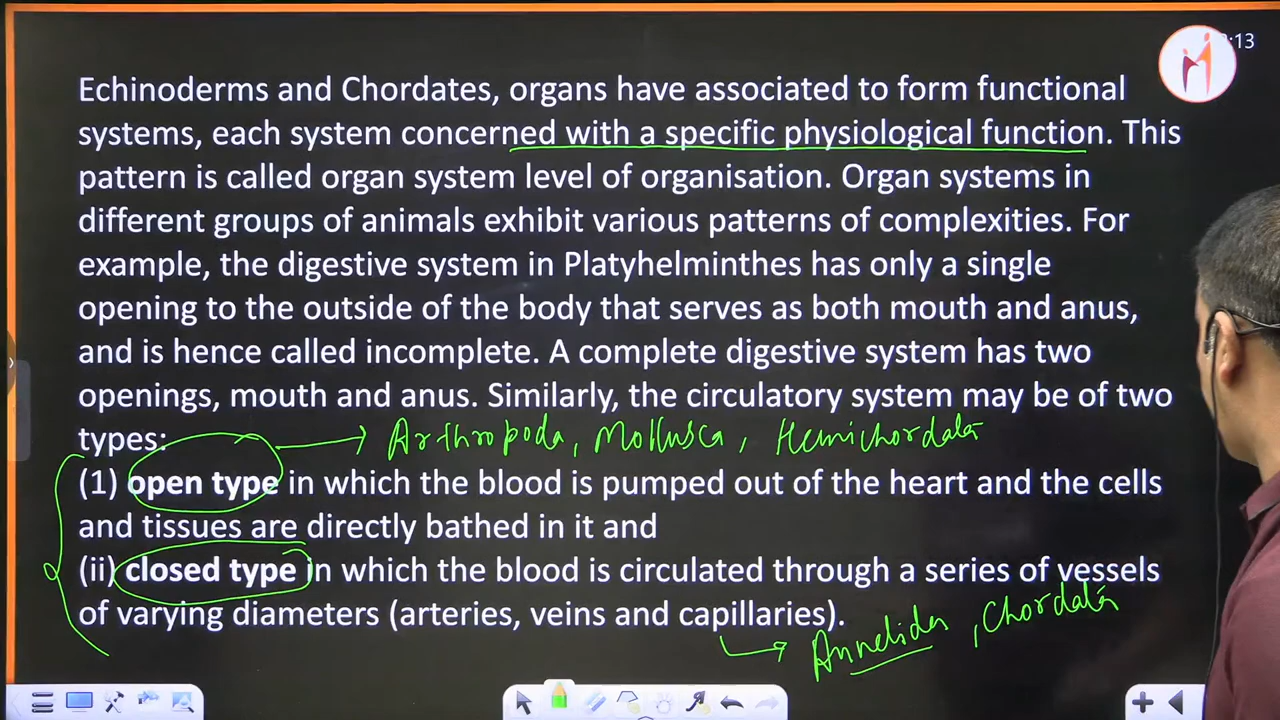 :13
Echinoderms and Chordates, organs have associated to form functional
systems, each system concerned with a specific physiological function. This
pattern is called organ system level of organisation. Organ systems in
different groups of animals exhibit various patterns of complexities. For
example, the digestive system in Platyhelminthes has only a single
opening to the outside of the body that serves as both mouth and anus,
and is hence called incomplete. A complete digestive system has two
openings, mouth and anus. Similarly, the circulatory system may be of two
types:
Arthropoda, Mollusca, Hemichordata
(1) open type in which the blood is pumped out of the heart and the cells
and tissues are directly bathed in it and
(ii) closed type in which the blood is circulated through a series of vessels
of varying diameters (arteries, veins and capillaries).
Annelida, Chordata